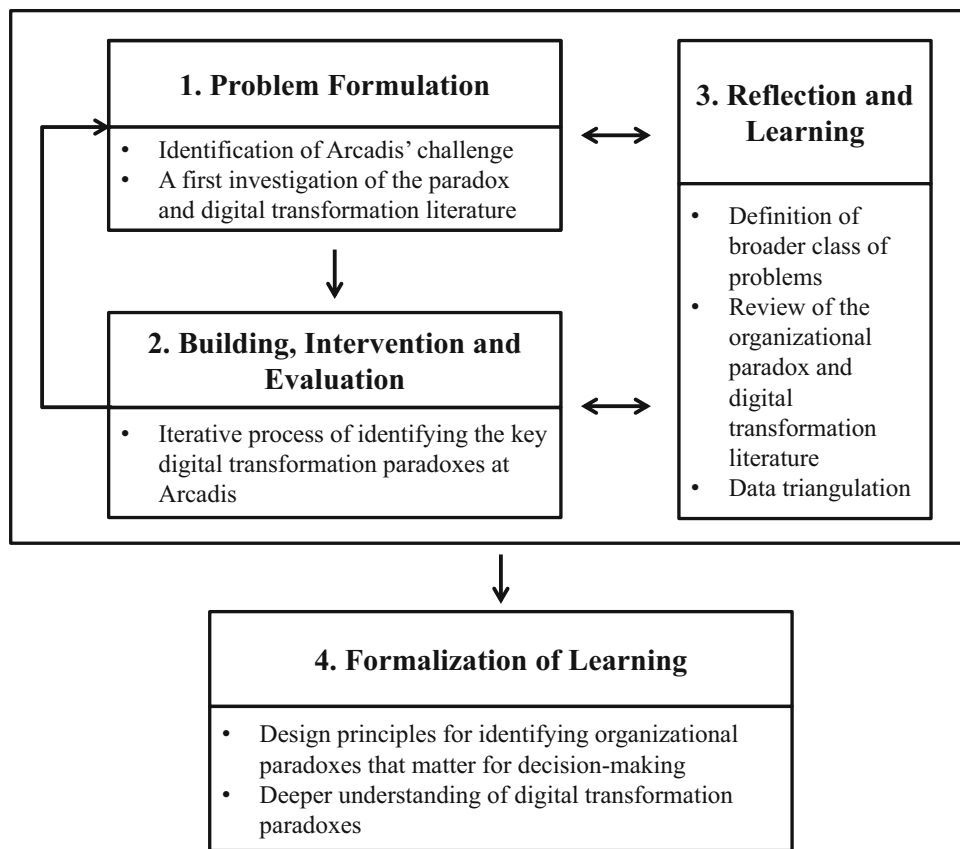 1. Problem Formulation
• Identification of Arcadis’ challenge
• A first investigation of the paradox
and digital transformation literature
2. Building, Intervention and
Evaluation
• Iterative process of identifying the key
digital transformation paradoxes at
Arcadis
3. Reflection and
Learning
• Definition of
broader class of
problems
• Review of the
organizational
paradox and
digital
transformation
literature
• Data triangulation
4. Formalization of Learning
• Design principles for identifying organizational
paradoxes that matter for decision-making
• Deeper understanding of digital transformation
paradoxes